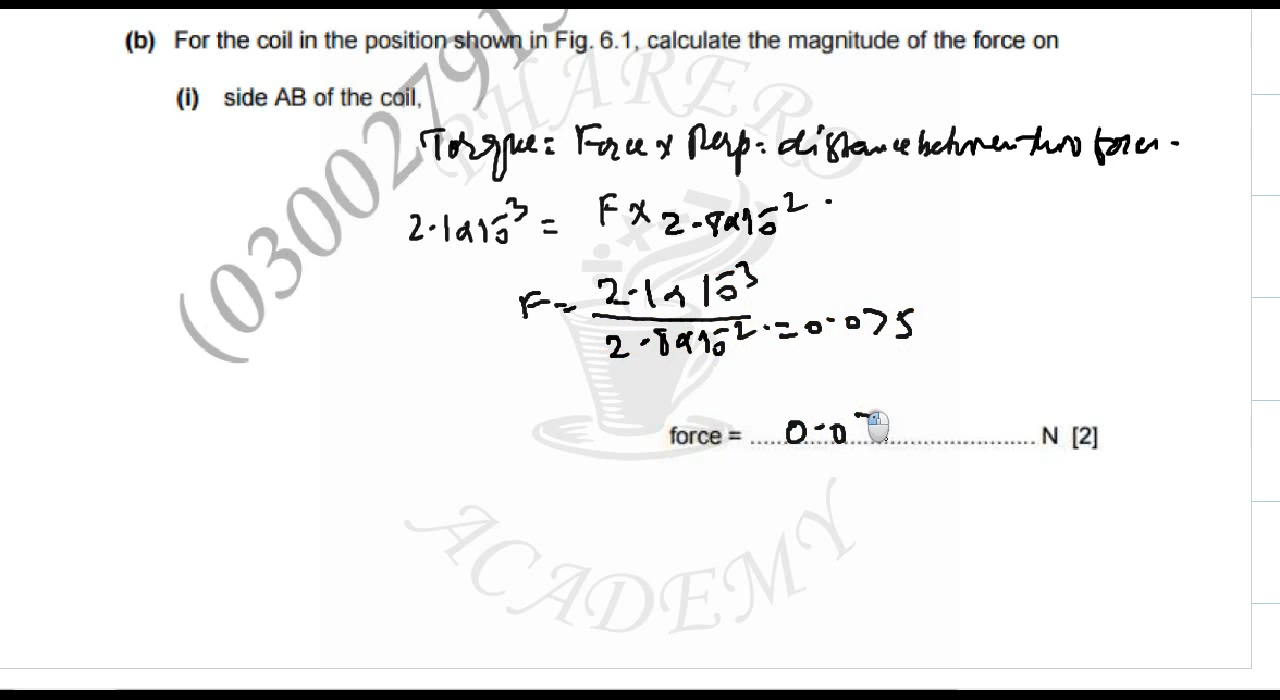 (b) For the coil in the position shown in Fig. 6.1, calculate the magnitude of the force on
(i) side AB of the coil,
Torque = Force x Perp. distance between two forces.
2.1x10⁻³ = F x 2.8x10⁻².
F = 2.1x10⁻³ / 2.8x10⁻² = 0.075
force = ..... 0.07 ..... N [2]
(03002791
PHARERO
ACADEMY